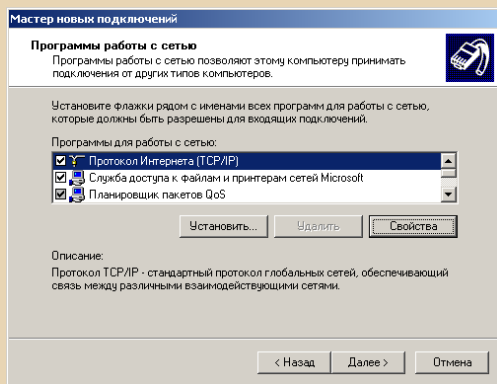 Мастер новых подключений
Программы работы с сетью
Программы работы с сетью позволяют этому компьютеру принимать
подключения от других типов компьютеров.
Установите флажки рядом с именами всех программ для работы с сетью,
которые должны быть разрешены для входящих подключений.
Программы для работы с сетью:
Протокол Интернета (TCP/IP)
Служба доступа к файлам и принтерам сетей Microsoft
Планировщик пакетов QoS
Установить... Удалить Свойства
Описание:
Протокол TCP/IP - стандартный протокол глобальных сетей, обеспечивающий
связь между различными взаимодействующими сетями.
< Назад Далее > Отмена